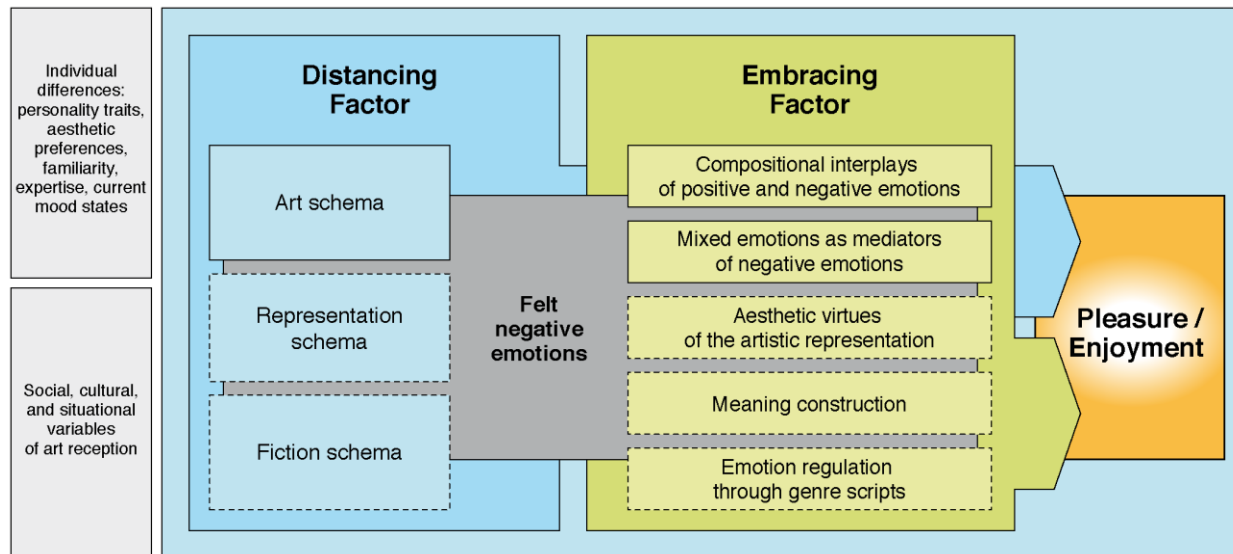 Individual
differences:
personality traits,
aesthetic
preferences,
familiarity,
expertise, current
mood states
Social, cultural,
and situational
variables
of art reception
Distancing
Factor
Art schema
Representation
schema
Fiction schema
Felt
negative
emotions
Embracing
Factor
Compositional interplays
of positive and negative emotions
Mixed emotions as mediators
of negative emotions
Aesthetic virtues
of the artistic representation
Meaning construction
Emotion regulation
through genre scripts
Pleasure /
Enjoyment